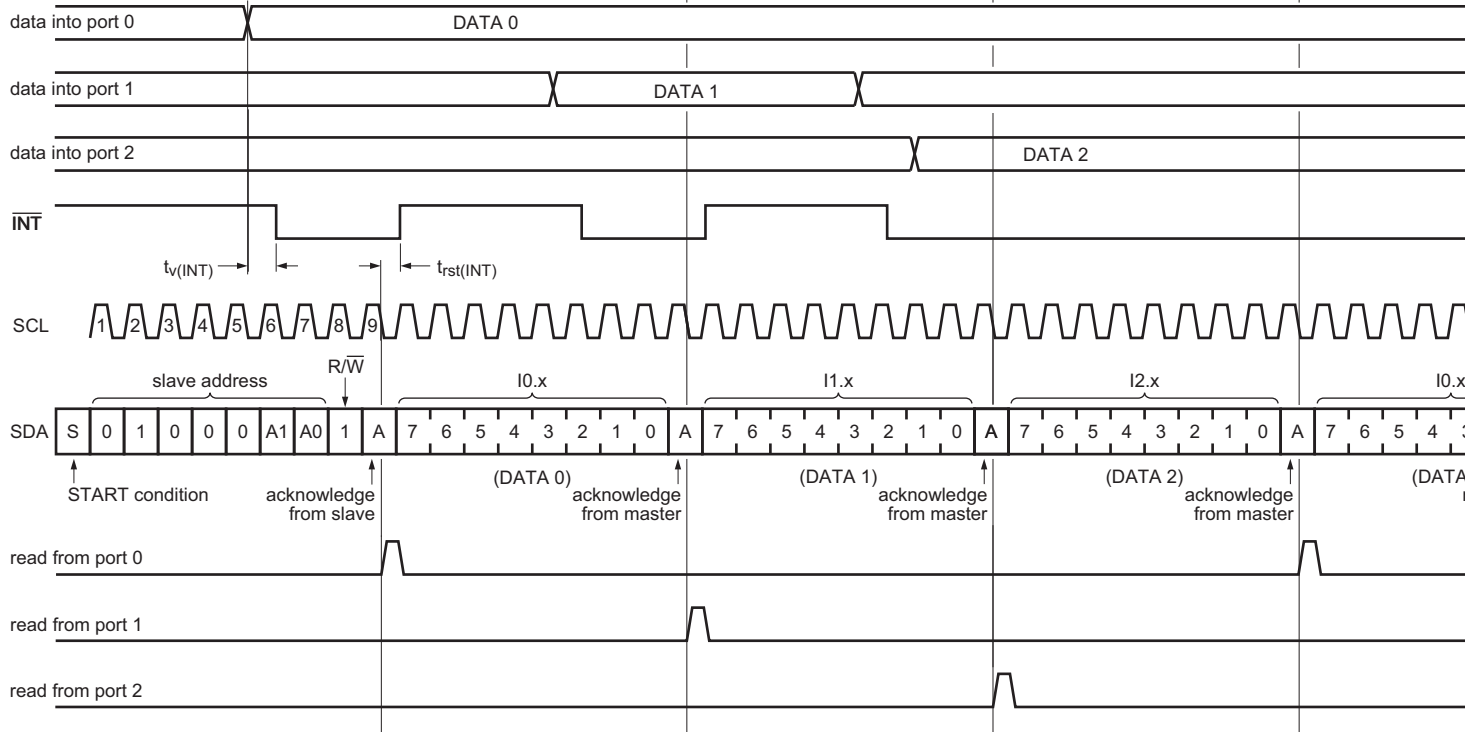 data into port 0 DATA 0
data into port 1 DATA 1
data into port 2 DATA 2
INT
tv(INT) trst(INT)
SCL 1 2 3 4 5 6 7 8 9
R/W
slave address I0.x I1.x I2.x I0.x
SDA S 0 1 0 0 0 A1 A0 1 A 7 6 5 4 3 2 1 0 A 7 6 5 4 3 2 1 0 A 7 6 5 4 3 2 1 0 A 7 6 5 4
(DATA 0) (DATA 1) (DATA 2) (DATA
START condition acknowledge acknowledge acknowledge acknowledge
from slave from master from master from master
read from port 0
read from port 1
read from port 2